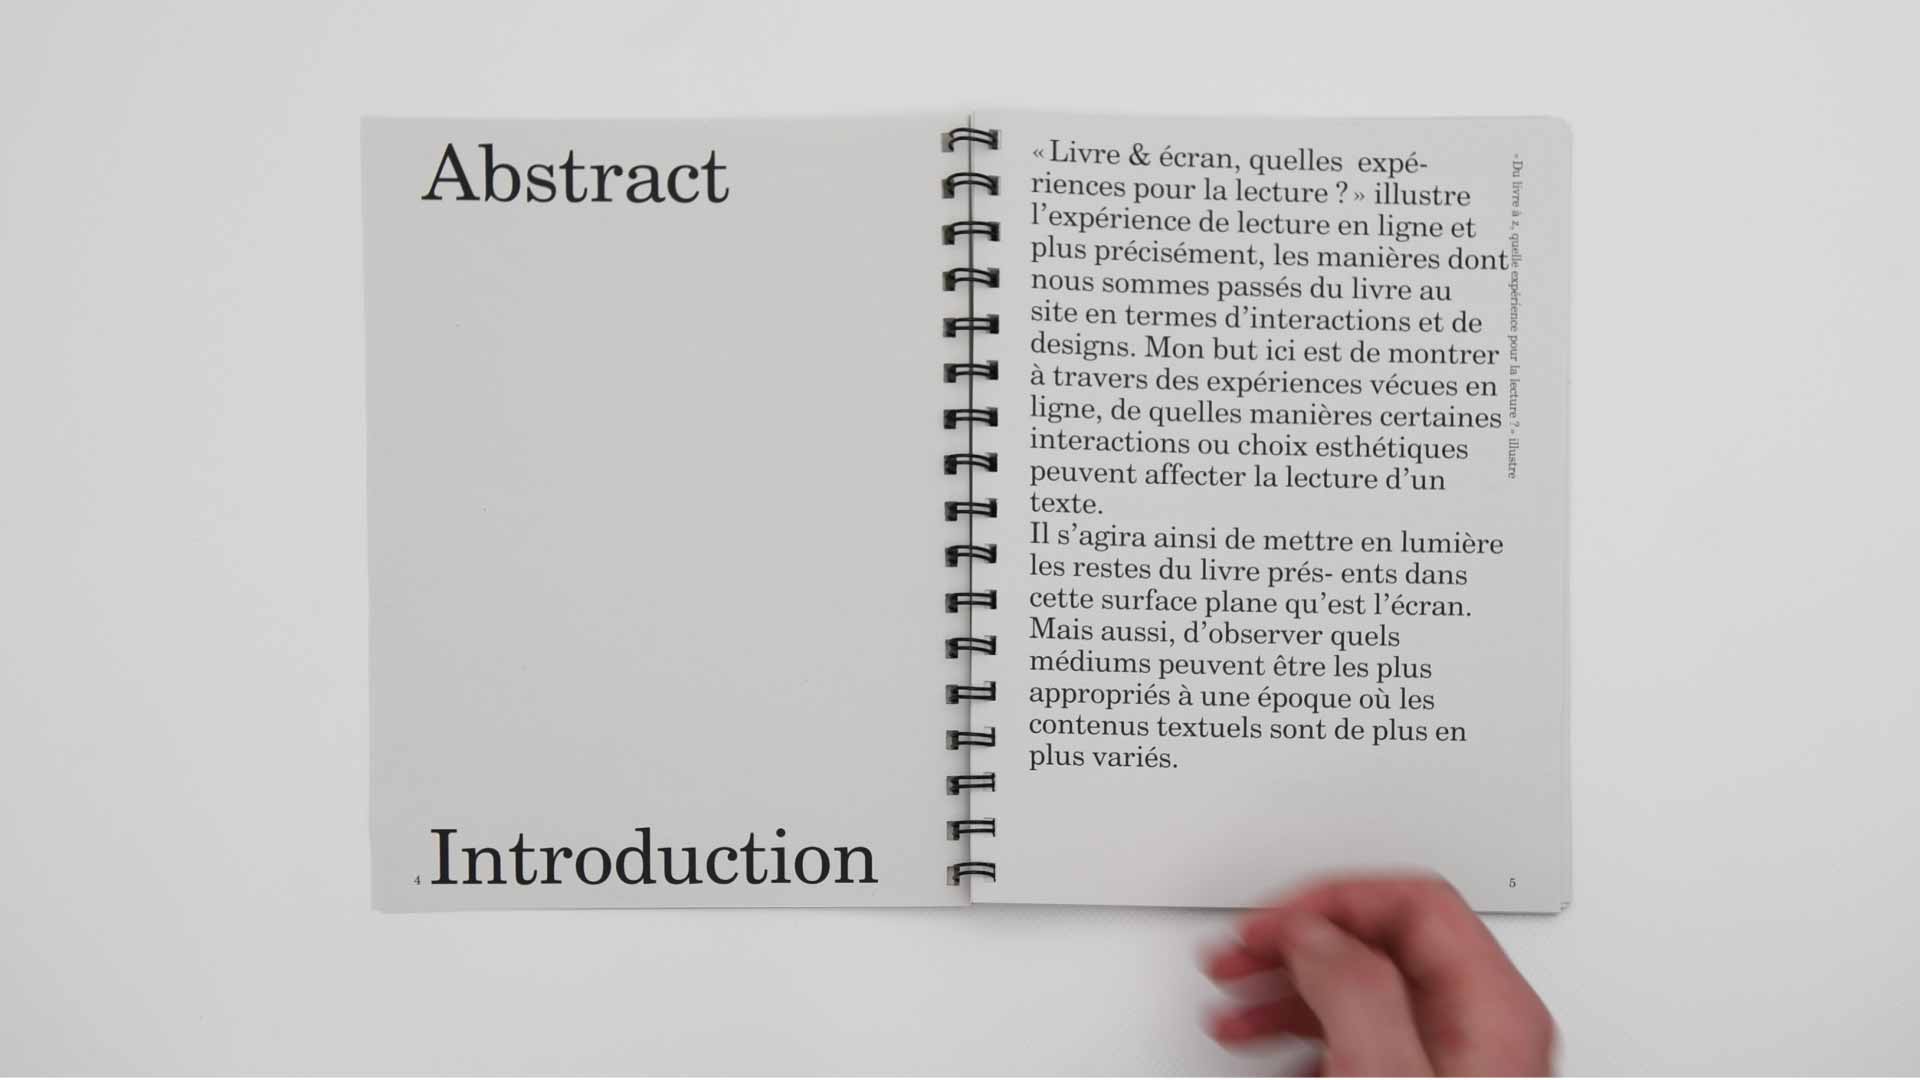 Abstract
4
Introduction
« Livre & écran, quelles  expé-
riences pour la lecture ? » illustre
l’expérience de lecture en ligne et
plus précisément, les manières dont
nous sommes passés du livre au
site en termes d’interactions et de
designs. Mon but ici est de montrer
à travers des expériences vécues en
ligne, de quelles manières certaines
interactions ou choix esthétiques
peuvent affecter la lecture d’un
texte.
Il s’agira ainsi de mettre en lumière
les restes du livre prés- ents dans
cette surface plane qu’est l’écran.
Mais aussi, d’observer quels
médiums peuvent être les plus
appropriés à une époque où les
contenus textuels sont de plus en
plus variés.
« Du livre à z, quelle expérience pour la lecture ? » illustre
5